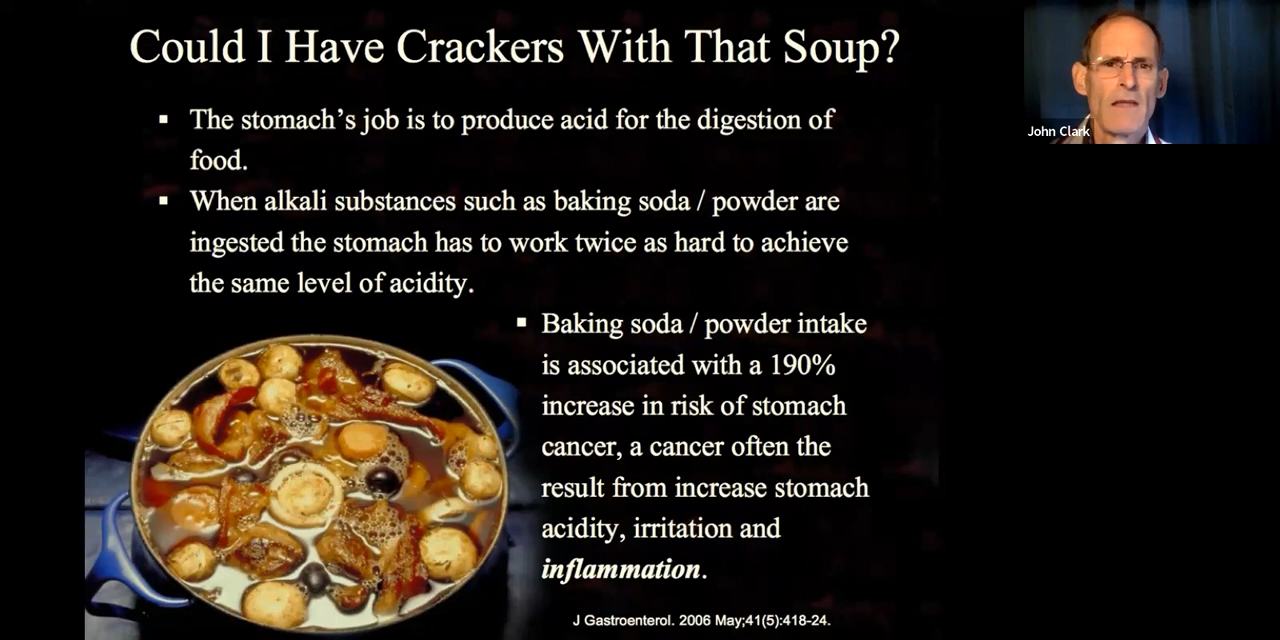 Could I Have Crackers With That Soup?
John Clark
▪ The stomach’s job is to produce acid for the digestion of
food.
▪ When alkali substances such as baking soda / powder are
ingested the stomach has to work twice as hard to achieve
the same level of acidity.
▪ Baking soda / powder intake
is associated with a 190%
increase in risk of stomach
cancer, a cancer often the
result from increase stomach
acidity, irritation and
inflammation.
J Gastroenterol. 2006 May;41(5):418-24.